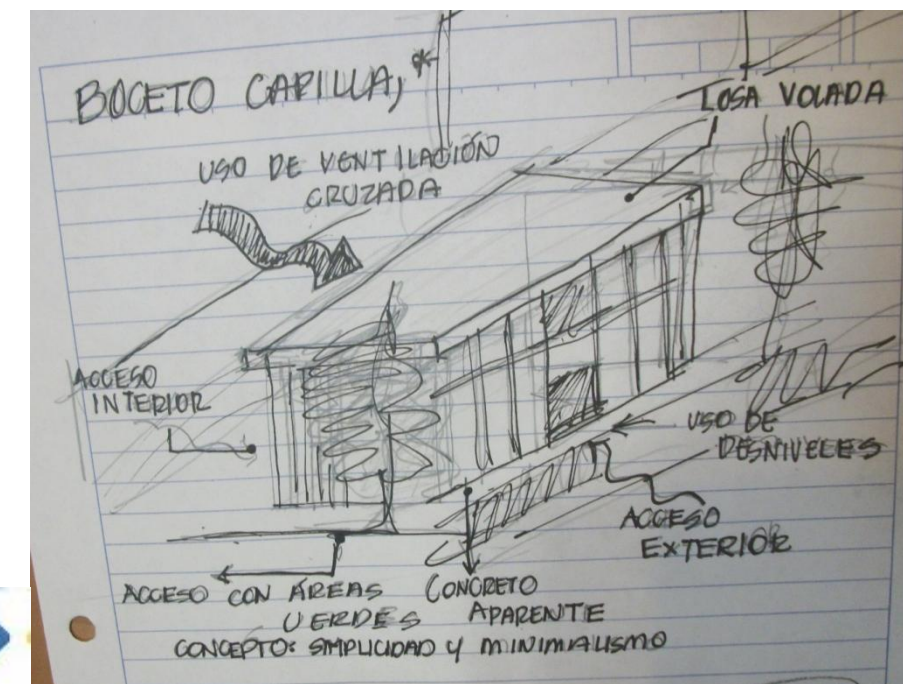 BOCETO CAPILLA,*
LOSA VOLADA
USO DE VENTILACIÓN
CRUZADA
ACCESO
INTERIOR
USO DE
DESNIVELES
ACCESO
EXTERIOR
ACCESO CON ÁREAS
VERDES
CONCRETO
APARENTE
CONCEPTO: SIMPLICIDAD Y MINIMALISMO